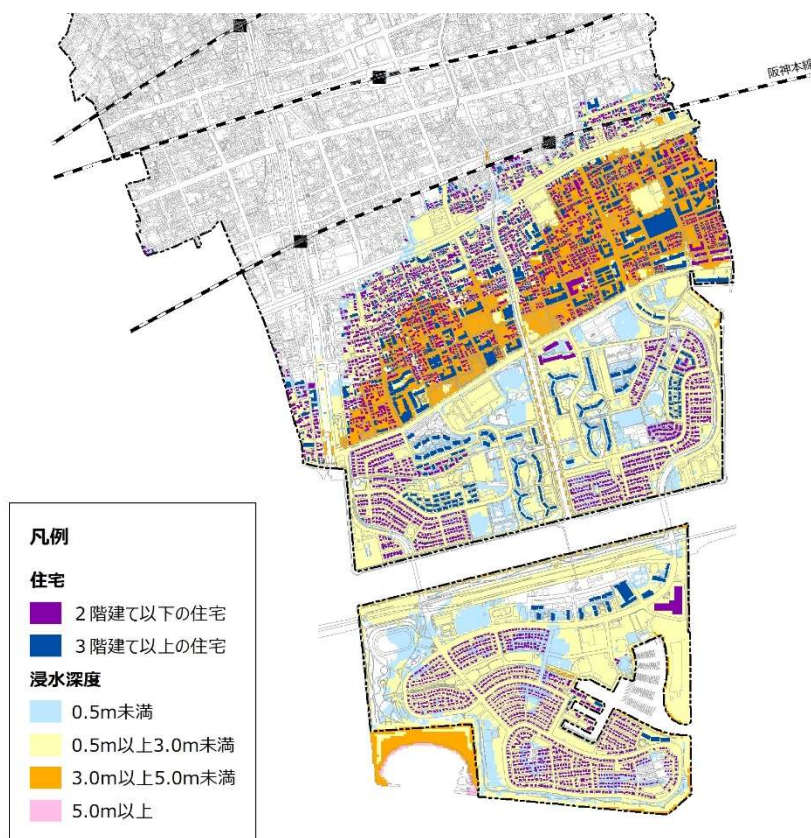 阪神本線
凡例
住宅
2階建て以下の住宅
3階建て以上の住宅
浸水深度
0.5m未満
0.5m以上3.0m未満
3.0m以上5.0m未満
5.0m以上